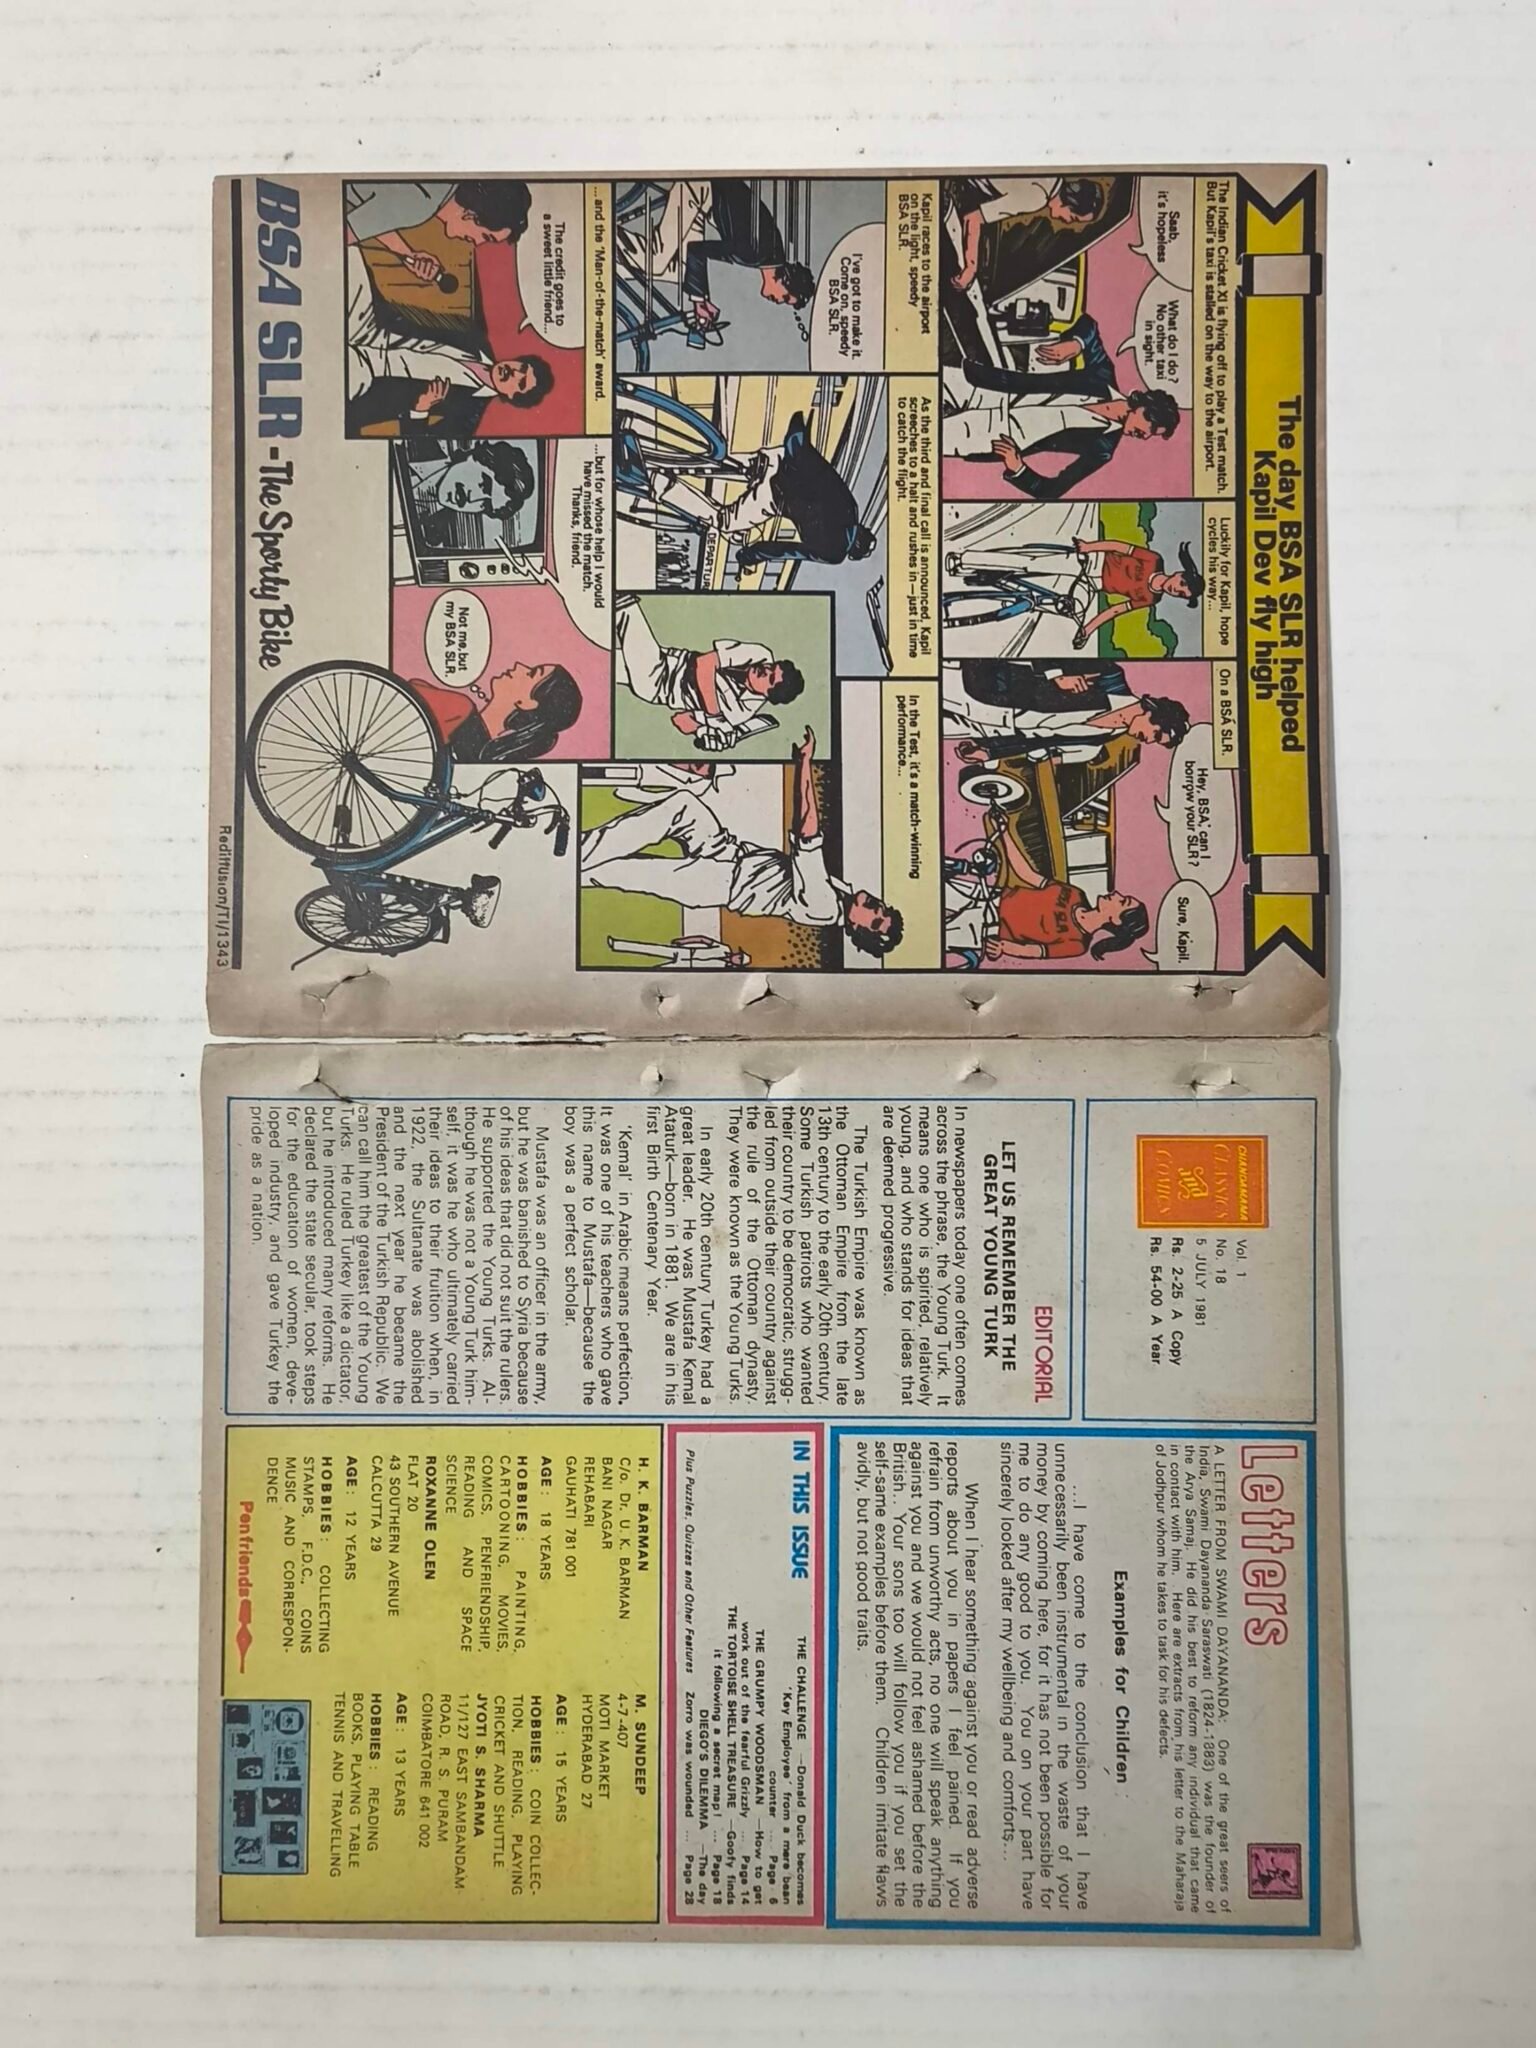 The day BSA SLR helped
Kapil Dev fly high
The Indian Cricket XI is flying off to play a Test match.
But Kapil's taxi is stalled on the way to the airport.
Saab,
it's hopeless
What do I do?
No other taxi
in sight.
Luckily for Kapil, hope
cycles his way...
BSA SLR
On a BSA SLR.
Hey, 'BSA,' can I
borrow your SLR?
Sure, Kapil.
BSA SLR
Kapil races to the airport
on the light, speedy
BSA SLR.
I've got to make it.
Come on, speedy
BSA SLR.
As the third and final call is announced, Kapil
screeches to a halt and rushes in—just in time
to catch the flight.
DEPARTUR
In the Test, it's a match-winning
performance...
...and the 'Man-of-the-match' award.
The credit goes to
a sweet little friend...
...but for whose help I would
have missed the match.
Thanks, friend.
Not me, but
my BSA SLR.
BSA SLR - The Sporty Bike
Rediffusion/TI/1343
CHANDAMAMA
CLASSICS
and
COMICS
Vol. 1
No. 18
5 JULY 1981
Rs. 2-25 A Copy
Rs. 54-00 A Year
EDITORIAL
LET US REMEMBER THE
GREAT YOUNG TURK
In newspapers today one often comes
across the phrase, the Young Turk. It
means one who is spirited, relatively
young, and who stands for ideas that
are deemed progressive.
The Turkish Empire was known as
the Ottoman Empire from the late
13th century to the early 20th century.
Some Turkish patriots who wanted
their country to be democratic, strugg-
led from outside their country against
the rule of the Ottoman dynasty.
They were known as the Young Turks.
In early 20th century Turkey had a
great leader. He was Mustafa Kemal
Ataturk—born in 1881. We are in his
first Birth Centenary Year.
'Kemal' in Arabic means perfection.
It was one of his teachers who gave
this name to Mustafa—because the
boy was a perfect scholar.
Mustafa was an officer in the army,
but he was banished to Syria because
of his ideas that did not suit the rulers.
He supported the Young Turks. Al-
though he was not a Young Turk him-
self, it was he who ultimately carried
their ideas to their fruition when, in
1922, the Sultanate was abolished
and the next year he became the
President of the Turkish Republic. We
can call him the greatest of the Young
Turks. He ruled Turkey like a dictator,
but he introduced many reforms. He
declared the state secular, took steps
for the education of women, deve-
loped industry, and gave Turkey the
pride as a nation.
Letters
A LETTER FROM SWAMI DAYANANDA: One of the great seers of
India, Swami Dayananda Saraswati (1824-1883) was the founder of
the Arya Samaj. He did his best to reform any individual that came
in contact with him. Here are extracts from his letter to the Maharaja
of Jodhpur whom he takes to task for his defects.
Examples for Children
...I have come to the conclusion that I have
unnecessarily been instrumental in the waste of your
money by coming here, for it has not been possible for
me to do any good to you. You on your part have
sincerely looked after my wellbeing and comforts...
When I hear something against you or read adverse
reports about you in papers I feel pained. If you
refrain from unworthy acts, no one will speak anything
against you and we would not feel ashamed before the
British.. Your sons too will follow you if you set the
self-same examples before them. Children imitate flaws
avidly, but not good traits.
IN THIS ISSUE
THE CHALLENGE —Donald Duck becomes
'Key Employee' from a mere bean
counter ... Page 6
THE GRUMPY WOODSMAN —How to get
work out of the fearful Grizzly ... Page 14
THE TORTOISE SHELL TREASURE —Goofy finds
it following a secret map! ... Page 18
DIEGO'S DILEMMA —The day
Zorro was wounded ... Page 28
Plus Puzzles, Quizzes and Other Features
H. K. BARMAN
C/o. Dr. U. K. BARMAN
BANI NAGAR
REHABARI
GAUHATI 781 001
AGE : 18 YEARS
HOBBIES : PAINTING,
CARTOONING, MOVIES,
COMICS, PENFRIENDSHIP,
READING AND SPACE
SCIENCE
ROXANNE OLEN
FLAT 20
43 SOUTHERN AVENUE
CALCUTTA 29
AGE : 12 YEARS
HOBBIES : COLLECTING
STAMPS, F.D.C., COINS
MUSIC AND CORRESPON-
DENCE
M. SUNDEEP
4-7-407
MOTI MARKET
HYDERABAD 27
AGE : 15 YEARS
HOBBIES : COIN COLLEC-
TION, READING, PLAYING
CRICKET AND SHUTTLE
JYOTI S. SHARMA
11/127 EAST SAMBANDAM
ROAD, R. S. PURAM
COIMBATORE 641 002
AGE : 13 YEARS
HOBBIES : READING
BOOKS, PLAYING TABLE
TENNIS AND TRAVELLING
Penfriends